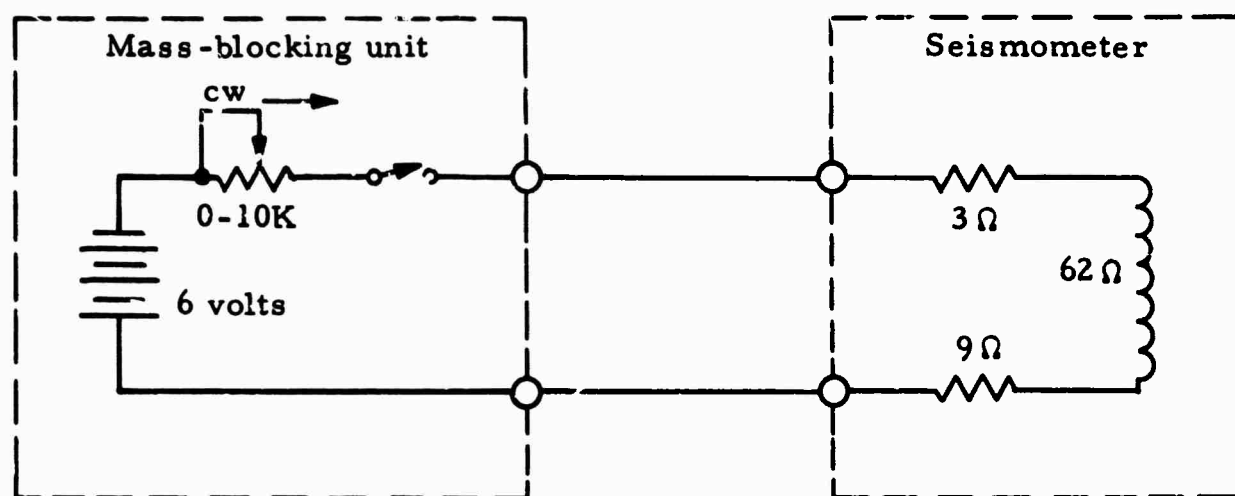 Mass-blocking unit
Seismometer
cw
0-10K
3 Ω
62 Ω
6 volts
9 Ω